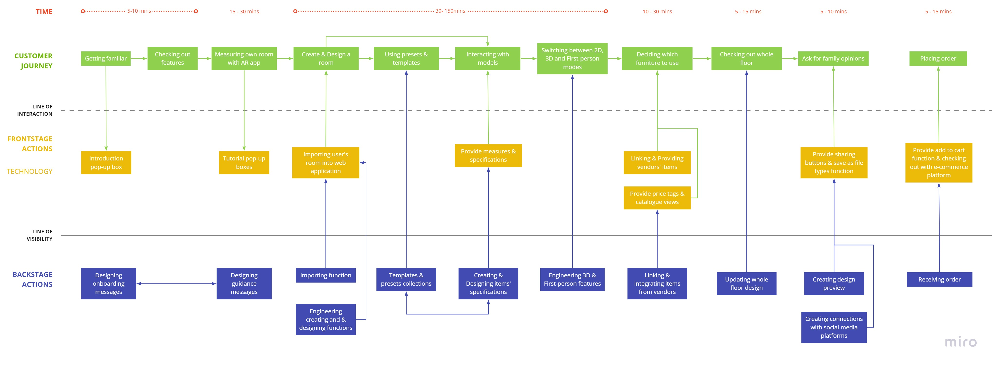 TIME
5-10 mins
15 - 30 mins
30- 150mins
10 - 30 mins
5 - 15 mins
5 - 10 mins
5 - 15 mins
CUSTOMER
JOURNEY
Getting familiar
Checking out
features
Measuring own room
with AR app
Create & Design a
room
Using presets &
templates
Interacting with
models
Switching between 2D,
3D and First-person
modes
Deciding which
furniture to use
Checking out whole
floor
Ask for family opinions
Placing order
LINE OF
INTERACTION
FRONTSTAGE
ACTIONS
TECHNOLOGY
Introduction
pop-up box
Tutorial pop-up
boxes
Importing user's
room into web
application
Provide measures &
specifications
Linking & Providing
vendors' items
Provide price tags &
catalogue views
Provide sharing
buttons & save as file
types function
Provide add to cart
function & checking
out with e-commerce
platform
LINE OF
VISIBILITY
BACKSTAGE
ACTIONS
Designing
onboarding
messages
Designing
guidance
messages
Importing function
Engineering
creating and &
designing functions
Templates &
presets collections
Creating &
Designing items'
specifications
Engineering 3D &
First-person features
Linking &
integrating items
from vendors
Updating whole
floor design
Creating design
preview
Creating connections
with social media
platforms
Receiving order
miro